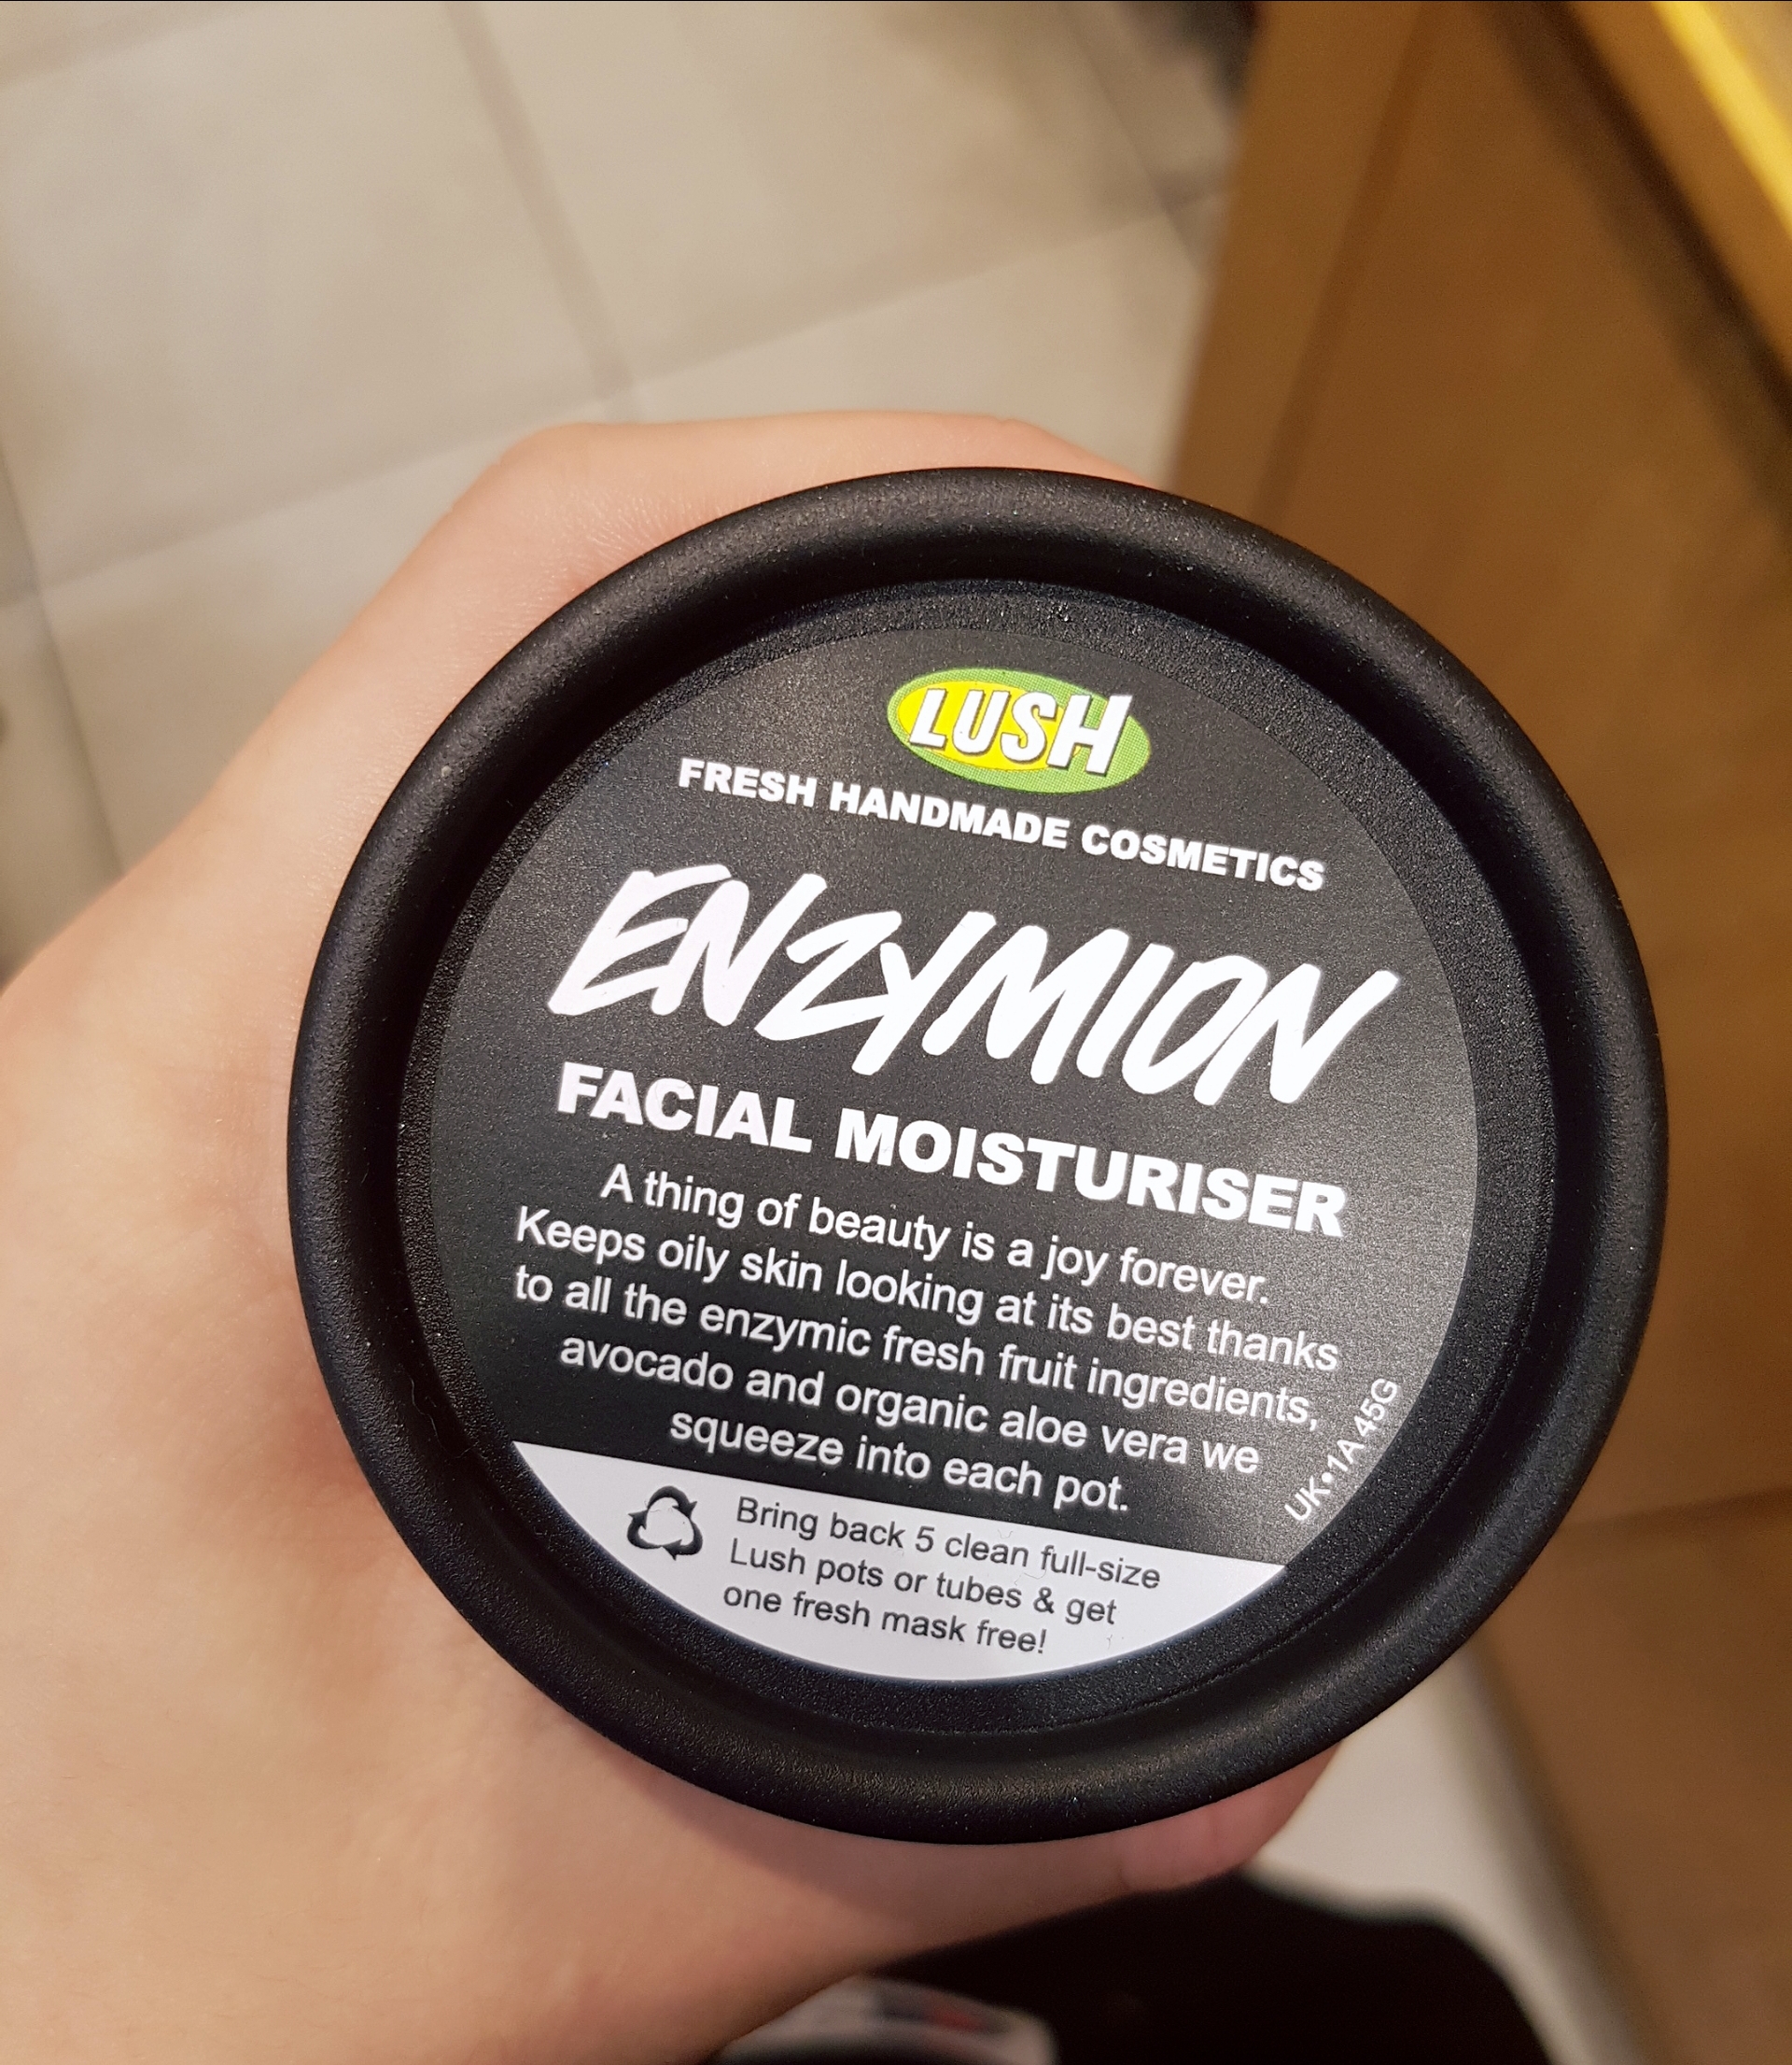 LUSH
FRESH HANDMADE COSMETICS
ENZYMION
FACIAL MOISTURISER
A thing of beauty is a joy forever.
Keeps oily skin looking at its best thanks
to all the enzymic fresh fruit ingredients,
avocado and organic aloe vera we
squeeze into each pot.
UK•1A 45G
Bring back 5 clean full-size
Lush pots or tubes & get
one fresh mask free!